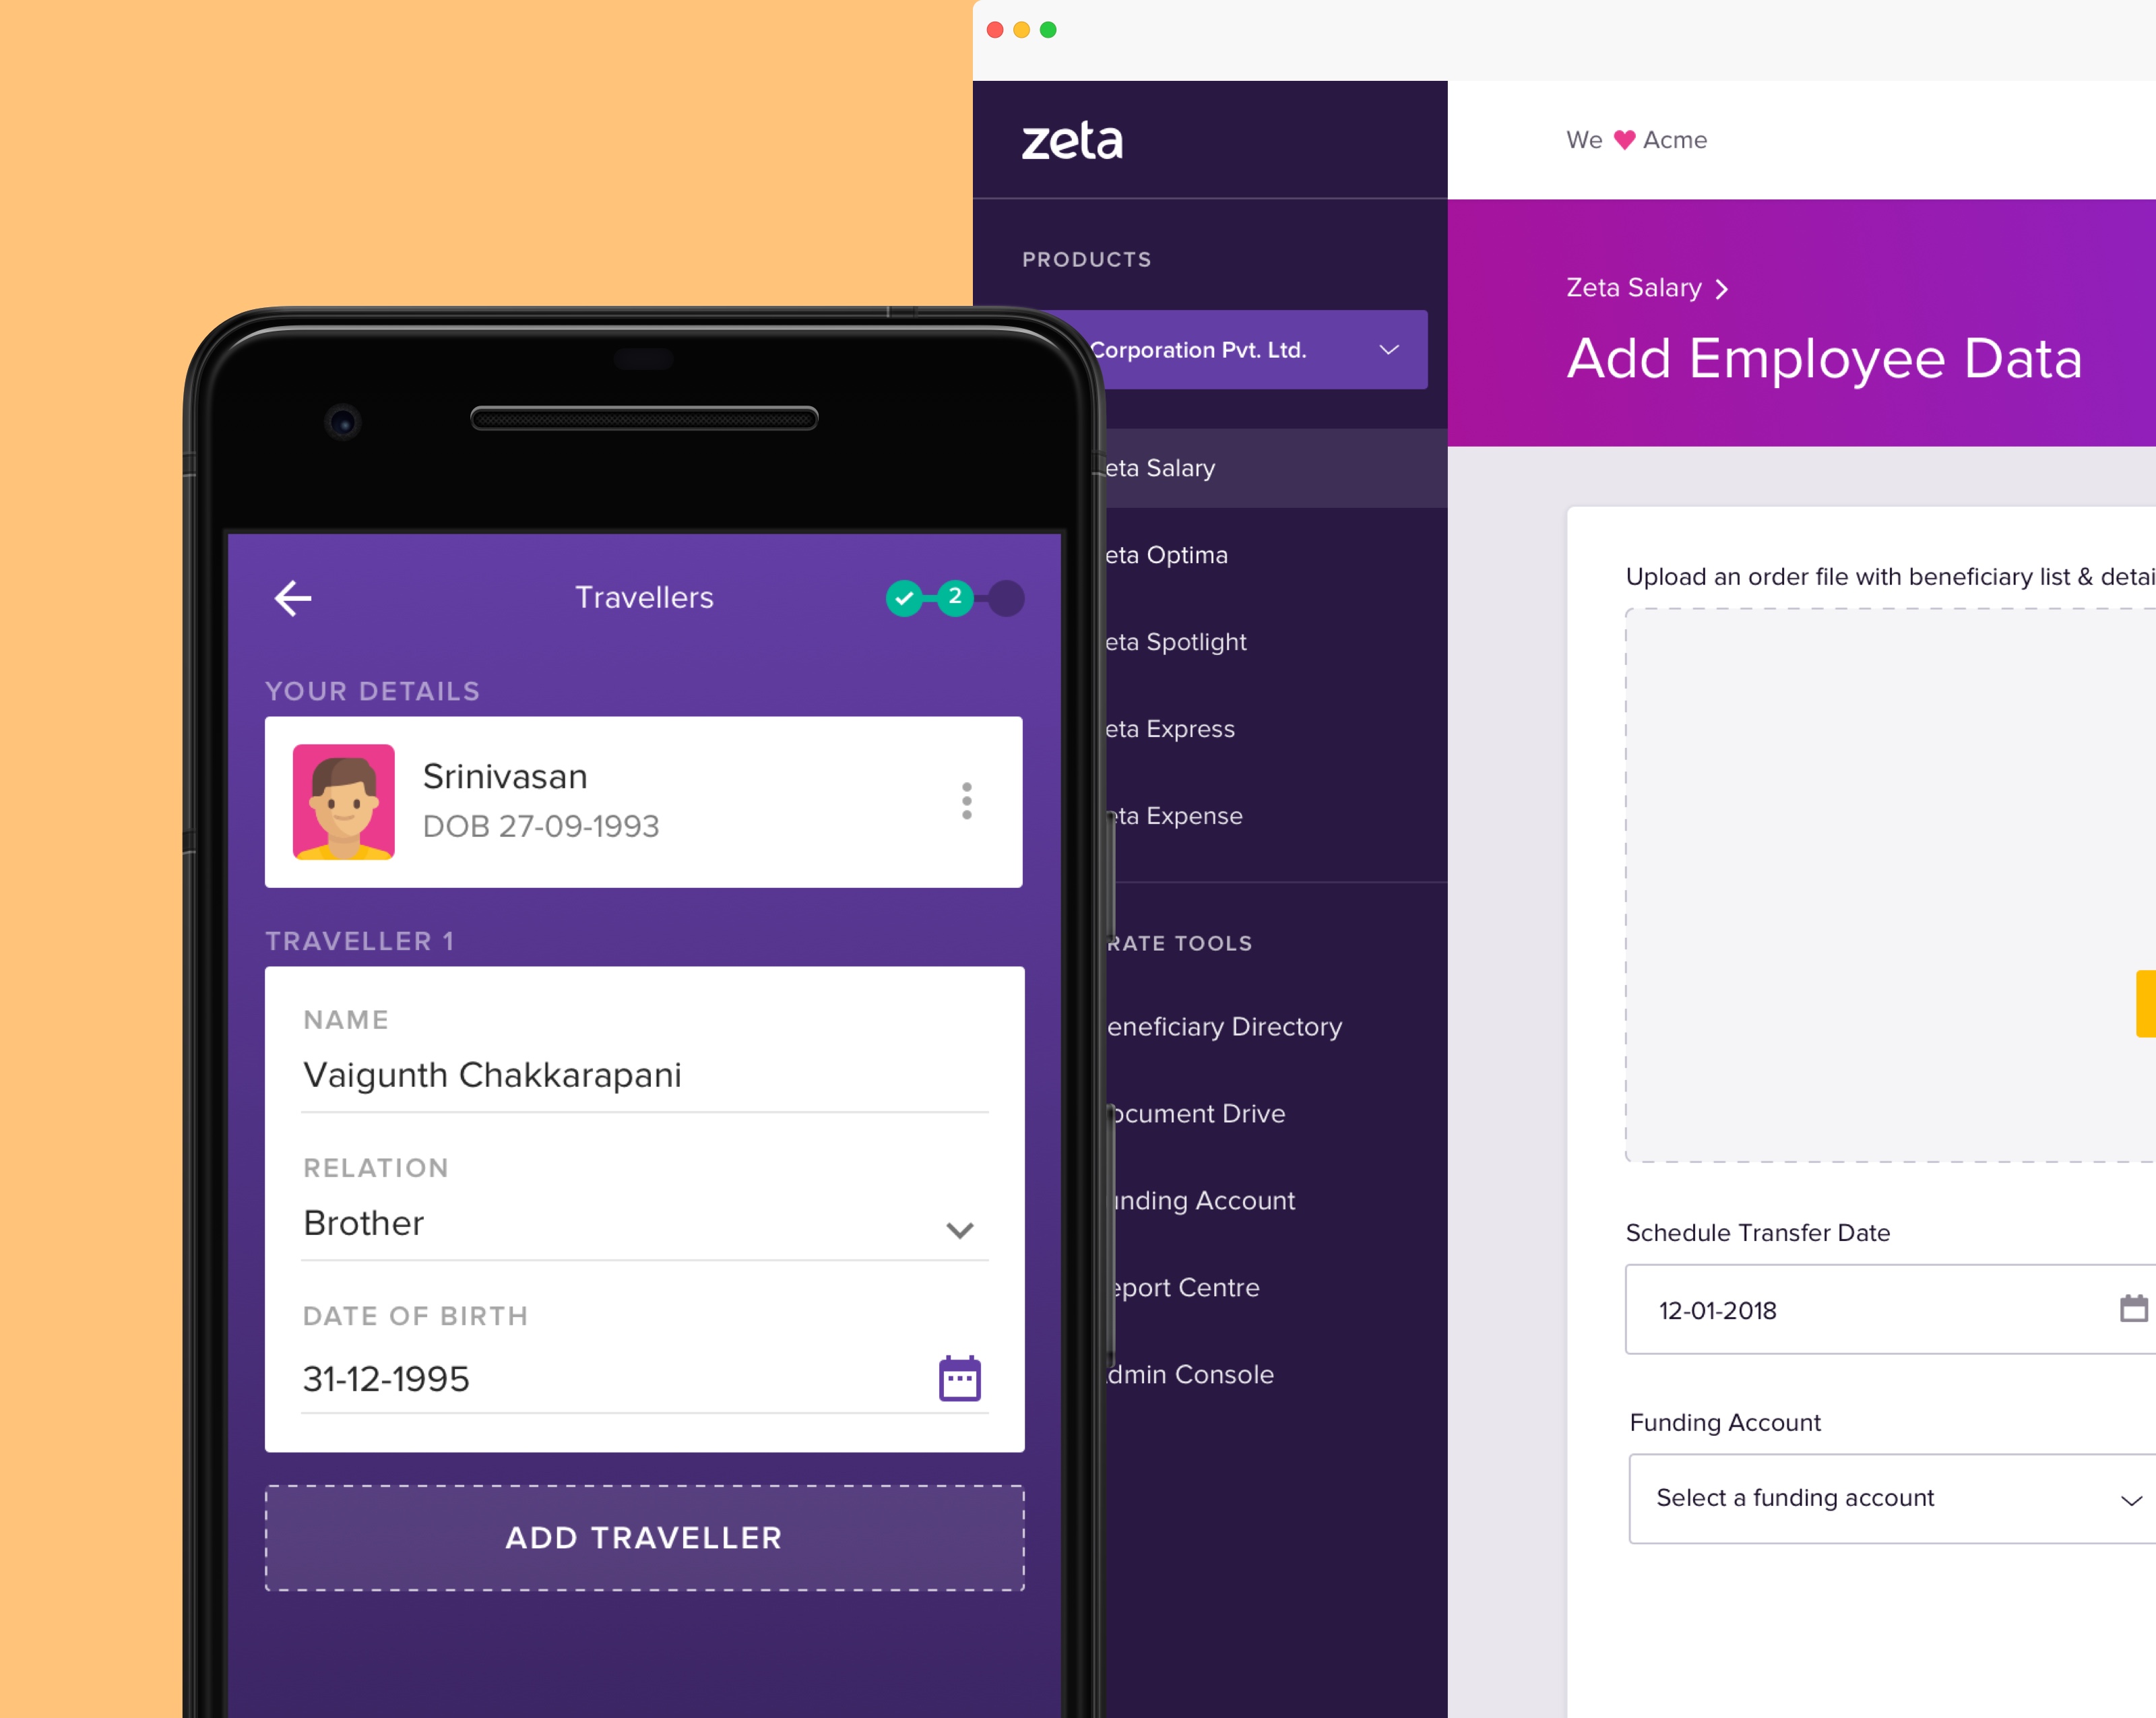 Travellers
2
YOUR DETAILS
Srinivasan
DOB 27-09-1993
TRAVELLER 1
NAME
Vaigunth Chakkarapani
RELATION
Brother
DATE OF BIRTH
31-12-1995
ADD TRAVELLER
zeta
PRODUCTS
Corporation Pvt. Ltd.
eta Salary
eta Optima
eta Spotlight
eta Express
eta Expense
RATE TOOLS
eneficiary Directory
ocument Drive
nding Account
eport Centre
dmin Console
We ♥ Acme
Zeta Salary >
Add Employee Data
Upload an order file with beneficiary list & detai
Schedule Transfer Date
12-01-2018
Funding Account
Select a funding account